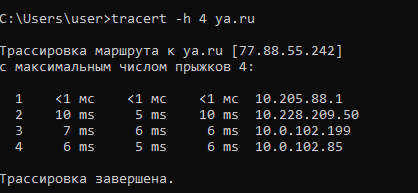 C:\Users\user>tracert -h 4 ya.ru
Трассировка маршрута к ya.ru [77.88.55.242]
с максимальным числом прыжков 4:
1 <1 мс <1 мс <1 мс 10.205.88.1
2 10 ms 5 ms 10 ms 10.228.209.50
3 7 ms 6 ms 6 ms 10.0.102.199
4 6 ms 5 ms 6 ms 10.0.102.85
Трассировка завершена.